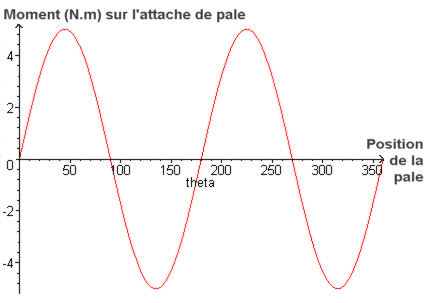 Moment (N.m) sur l'attache de pale
4
2
0
-2
-4
50 100 150 200 250 300 350
theta
Position
de la
pale